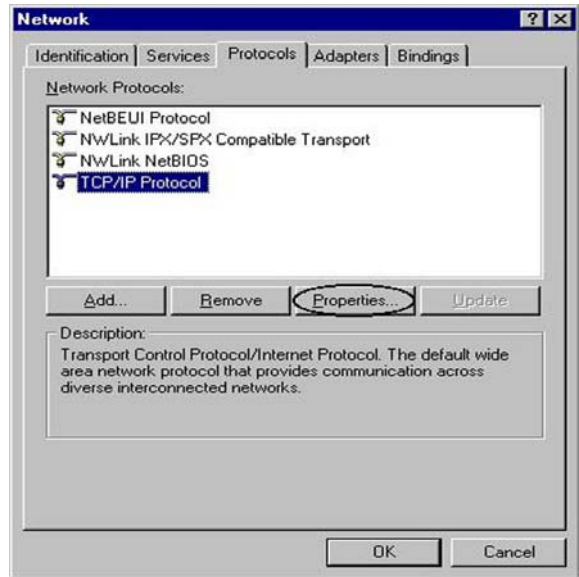 Network
Identification Services Protocols Adapters Bindings
Network Protocols:
NetBEUI Protocol
NWLink IPX/SPX Compatible Transport
NWLink NetBIOS
TCP/IP Protocol
Add... Remove Properties... Update
Description:
Transport Control Protocol/Internet Protocol. The default wide
area network protocol that provides communication across
diverse interconnected networks.
OK Cancel